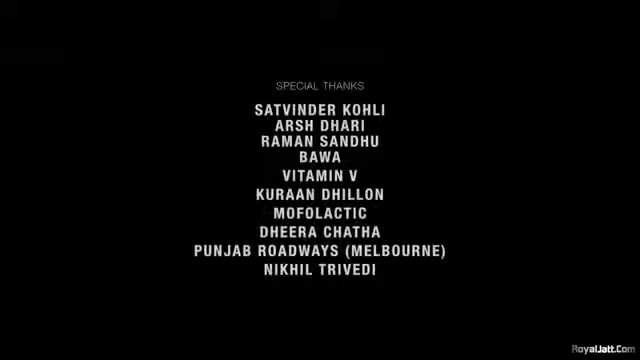 SPECIAL THANKS
SATVINDER KOHLI
ARSH DHARI
RAMAN SANDHU
BAWA
VITAMIN V
KURAAN DHILLON
MOFOLACTIC
DHEERA CHATHA
PUNJAB ROADWAYS (MELBOURNE)
NIKHIL TRIVEDI
RoyalJatt.Com